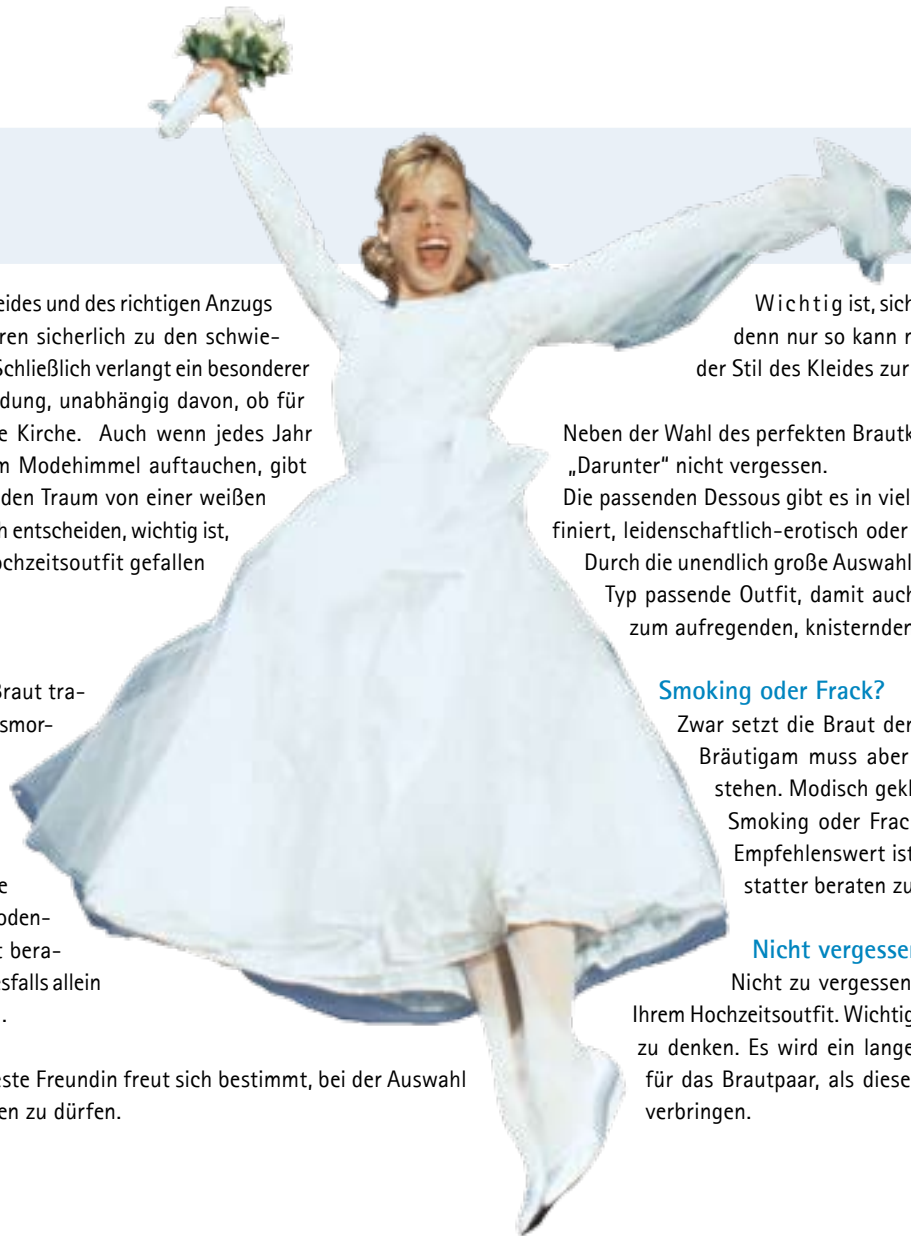 eides und des richtigen Anzugs
ren sicherlich zu den schwie-
Schließlich verlangt ein besonderer
dung, unabhängig davon, ob für
e Kirche. Auch wenn jedes Jahr
m Modehimmel auftauchen, gibt
den Traum von einer weißen
h entscheiden, wichtig ist,
ochzeitsoutfit gefallen
Braut tra-
smor-
e
oden-
t bera-
esfalls allein
.
este Freundin freut sich bestimmt, bei der Auswahl
en zu dürfen.
Wichtig ist, sich
denn nur so kann
der Stil des Kleides zur
Neben der Wahl des perfekten Brautk
„Darunter" nicht vergessen.
Die passenden Dessous gibt es in viel
finiert, leidenschaftlich-erotisch oder
Durch die unendlich große Auswahl
Typ passende Outfit, damit auch
zum aufregenden, knisternden
Smoking oder Frack?
Zwar setzt die Braut den
Bräutigam muss aber
stehen. Modisch gekl
Smoking oder Frac
Empfehlenswert ist
statter beraten zu
Nicht vergessen
Nicht zu vergessen
Ihrem Hochzeitsoutfit. Wichtig
zu denken. Es wird ein lange
für das Brautpaar, als diese
verbringen.